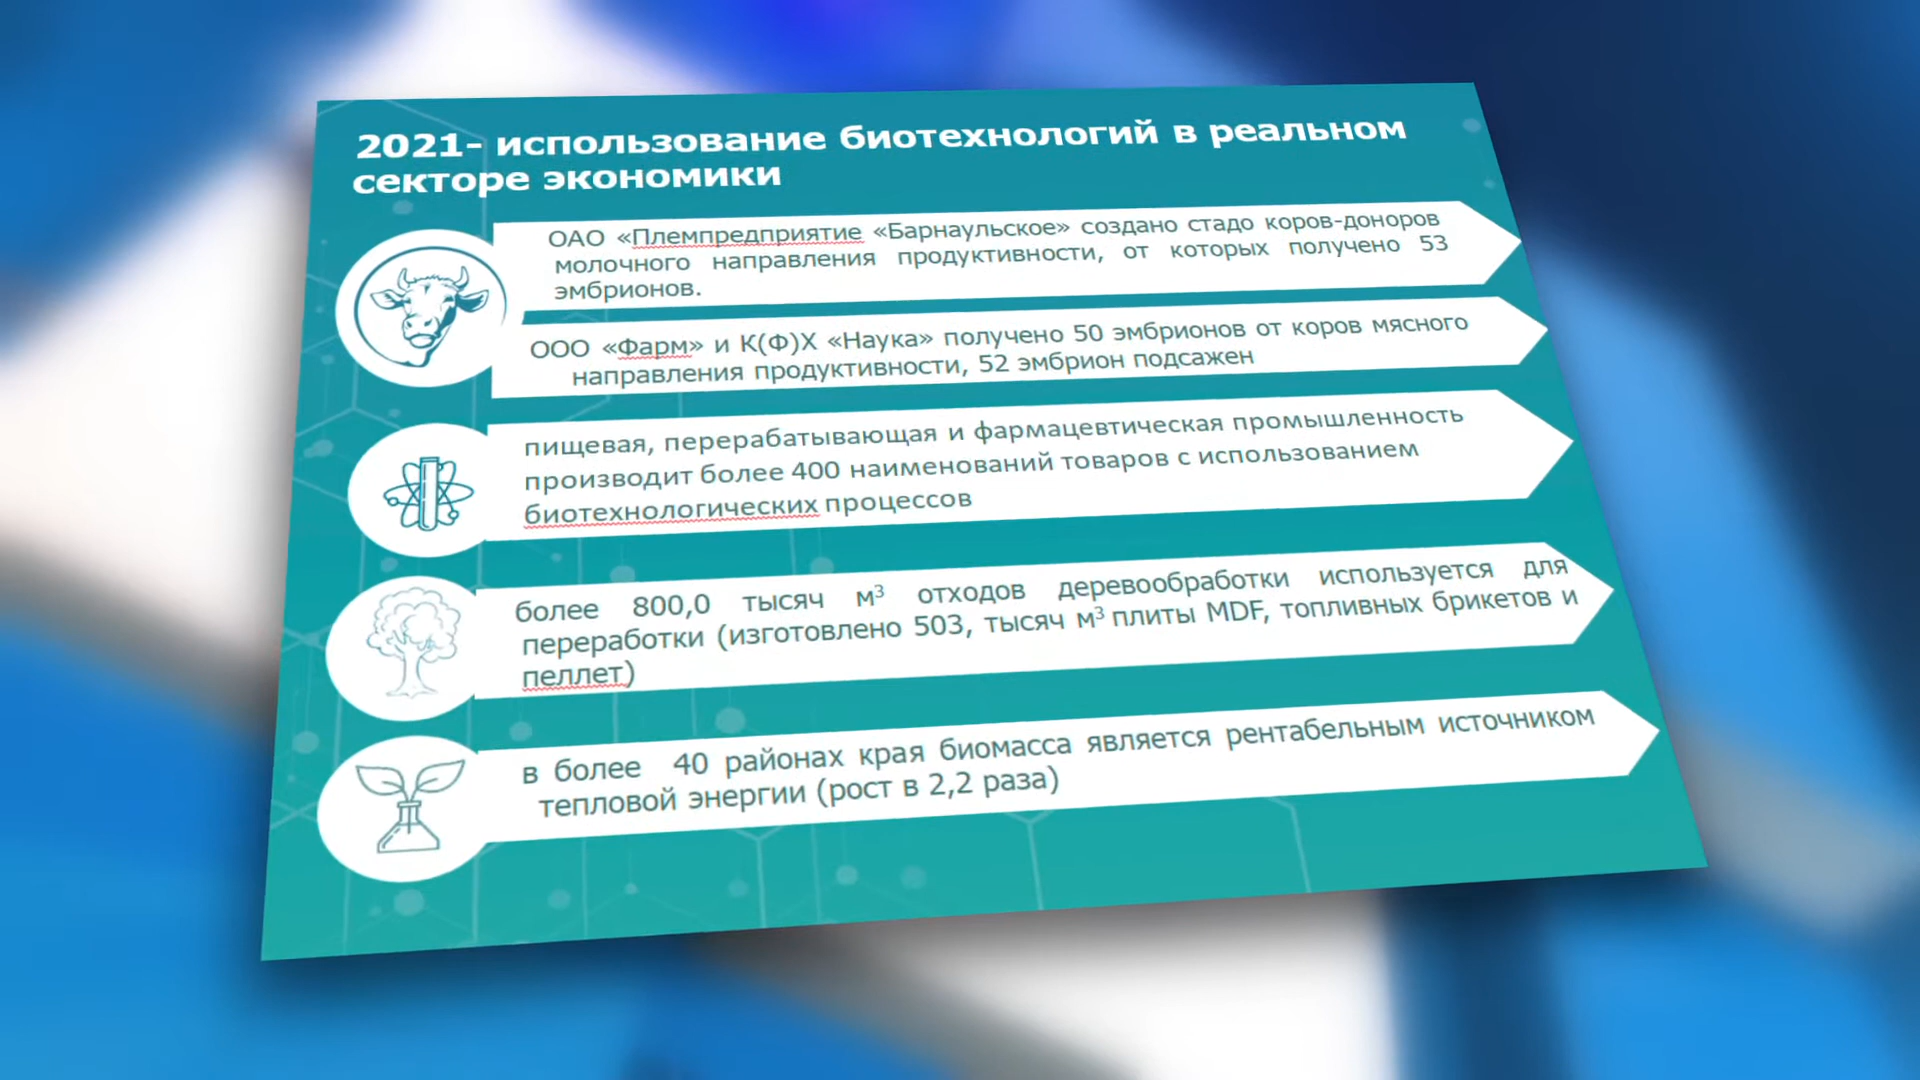 2021- использование биотехнологий в реальном
секторе экономики
ОАО «Племпредприятие «Барнаульское» создано стадо коров-доноров
молочного направления продуктивности, от которых получено 53
эмбрионов.
ООО «Фарм» и К(Ф)Х «Наука» получено 50 эмбрионов от коров мясного
направления продуктивности, 52 эмбрион подсажен
пищевая, перерабатывающая и фармацевтическая промышленность
производит более 400 наименований товаров с использованием
биотехнологических процессов
более 800,0 тысяч м³ отходов деревообработки используется для
переработки (изготовлено 503, тысяч м³ плиты MDF, топливных брикетов и
пеллет)
в более 40 районах края биомасса является рентабельным источником
тепловой энергии (рост в 2,2 раза)